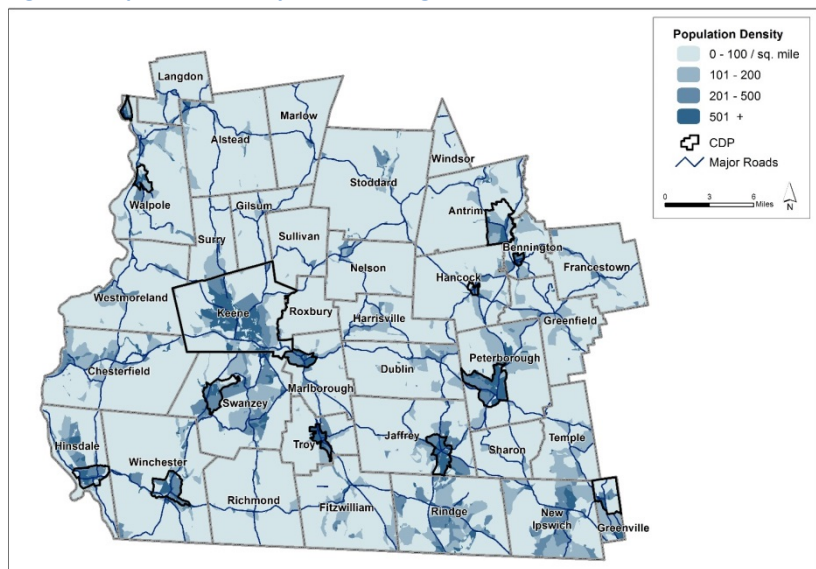 Population Density
0 - 100 / sq. mile
101 - 200
201 - 500
501 +
CDP
Major Roads
0 3 6
Miles
N
Langdon
Marlow
Alstead
Windsor
Stoddard
Walpole
Gilsum
Antrim
Surry
Sullivan
Bennington
Nelson
Francestown
Hancock
Westmoreland
Keene
Roxbury
Harrisville
Greenfield
Peterborough
Chesterfield
Dublin
Marlborough
Swanzey
Hinsdale
Troy
Jaffrey
Temple
Winchester
Sharon
Richmond
Fitzwilliam
Rindge
New
Ipswich
Greenville